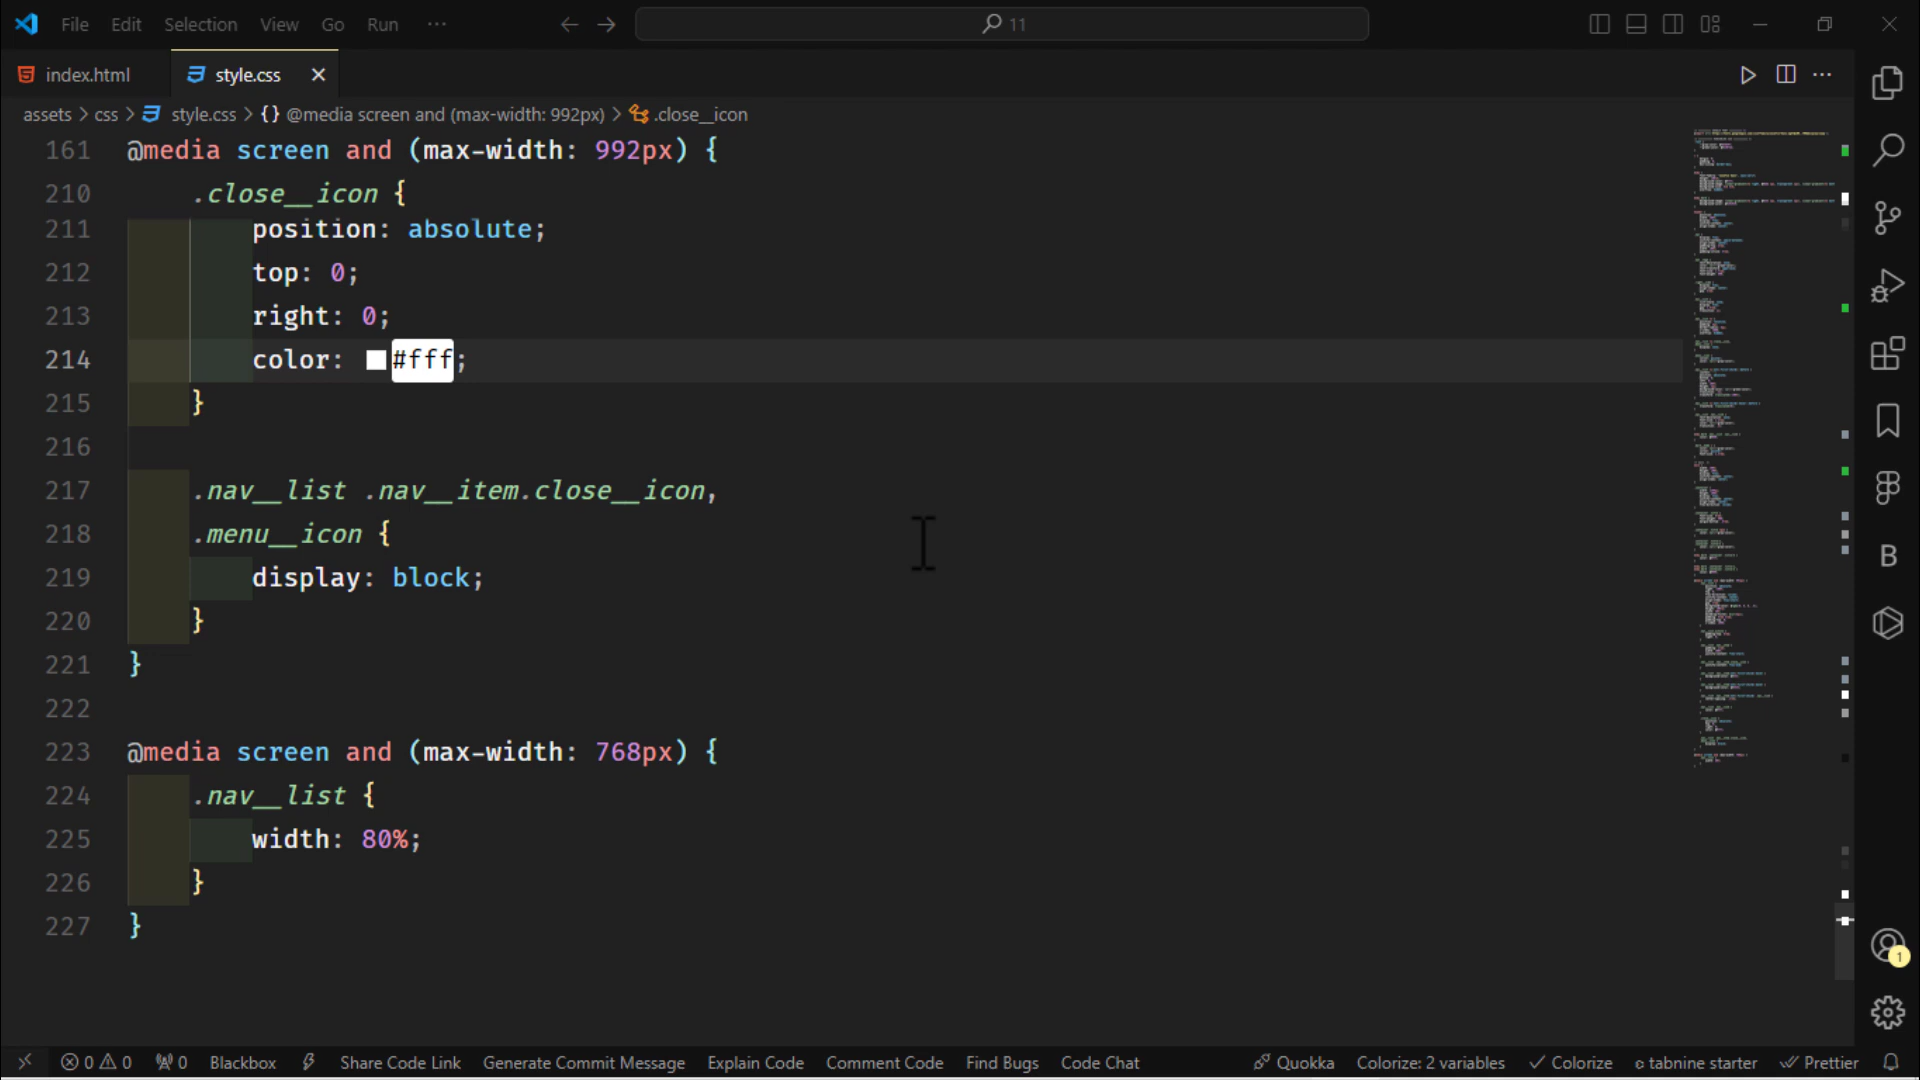 File Edit Selection View Go Run ··· 11
index.html style.css
assets > css > style.css > {} @media screen and (max-width: 992px) > .close__icon
161 @media screen and (max-width: 992px) {
210 .close__icon {
211 position: absolute;
212 top: 0;
213 right: 0;
214 color: #fff;
215 }
216
217 .nav__list .nav__item.close__icon,
218 .menu__icon {
219 display: block;
220 }
221 }
222
223 @media screen and (max-width: 768px) {
224 .nav__list {
225 width: 80%;
226 }
227 }
B
1
0 0 0 Blackbox Share Code Link Generate Commit Message Explain Code Comment Code Find Bugs Code Chat Quokka Colorize: 2 variables Colorize tabnine starter Prettier